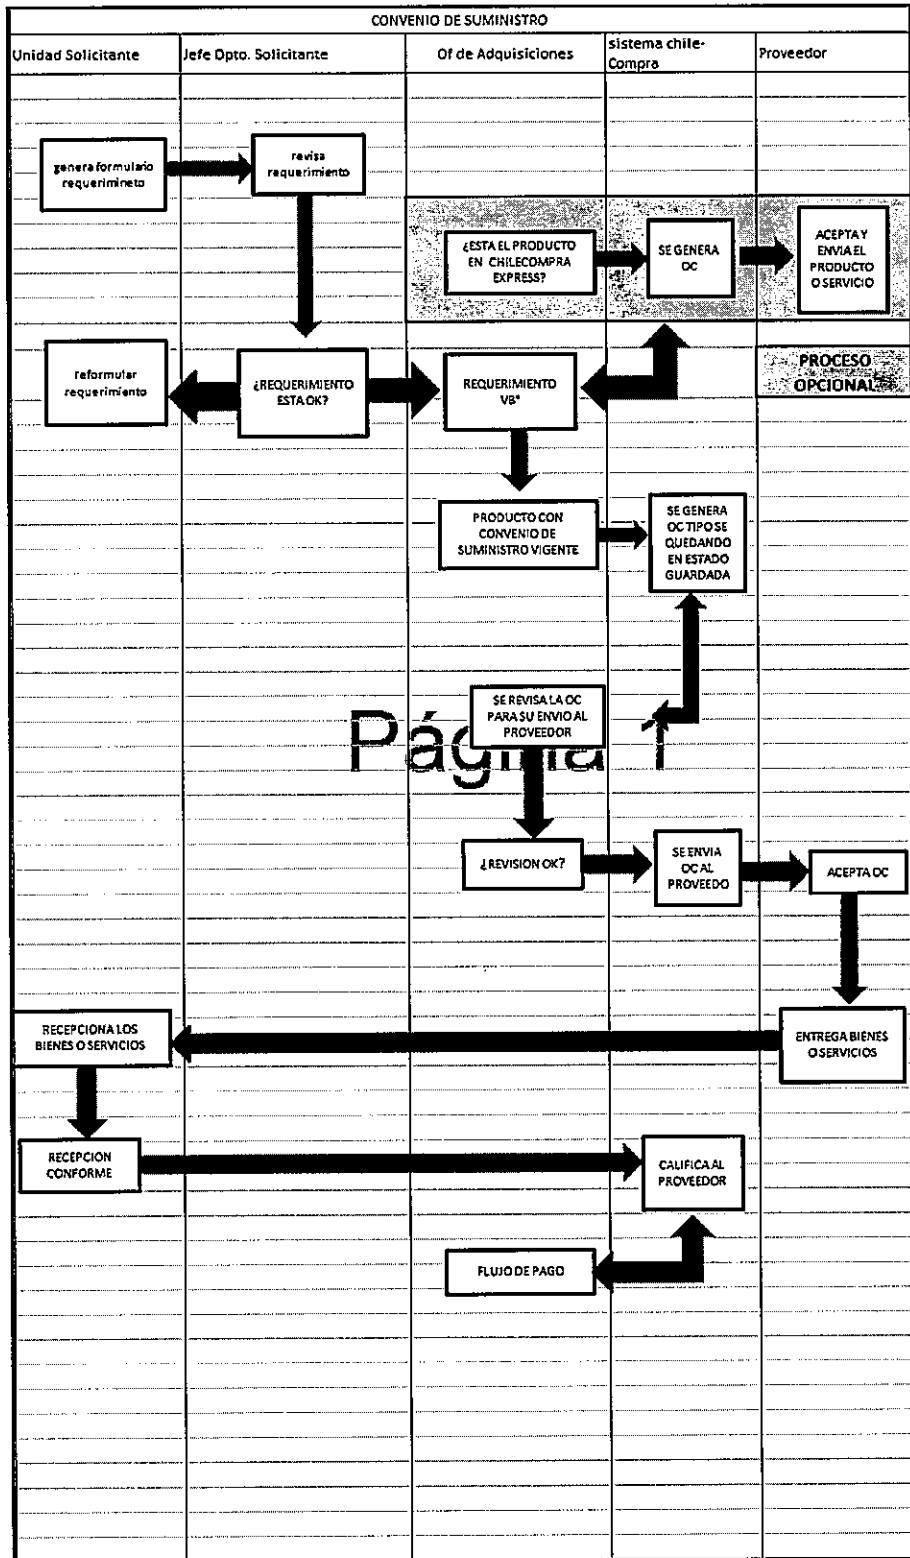 CONVENIO DE SUMINISTRO
Unidad Solicitante
Jefe Dpto. Solicitante
Of de Adquisiciones
sistema chile-
Compra
Proveedor
genera formulario
requerimineto
revisa
requerimiento
¿ESTA EL PRODUCTO
EN CHILECOMPRA
EXPRESS?
SE GENERA
OC
ACEPTA Y
ENVIA EL
PRODUCTO
O SERVICIO
reformular
requerimiento
¿REQUERIMIENTO
ESTA OK?
REQUERIMIENTO
VB°
PROCESO
OPCIONAL
PRODUCTO CON
CONVENIO DE
SUMINISTRO VIGENTE
SE GENERA
OC TIPO SE
QUEDANDO
EN ESTADO
GUARDADA
SE REVISA LA OC
PARA SU ENVIO AL
PROVEEDOR
Página 1
¿REVISION OK?
SE ENVIA
OC AL
PROVEEDO
ACEPTA OC
RECEPCIONA LOS
BIENES O SERVICIOS
ENTREGA BIENES
O SERVICIOS
RECEPCION
CONFORME
CALIFICA AL
PROVEEDOR
FLUJO DE PAGO